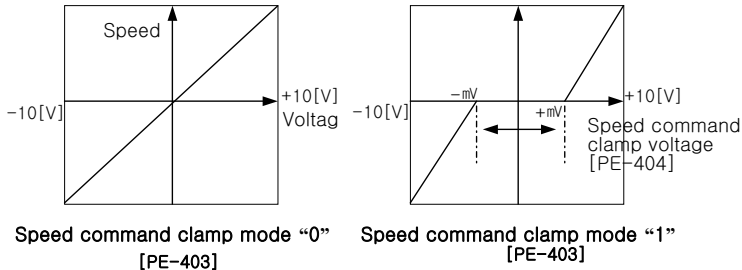 Speed
−10[V]
+10[V]
Voltag
Speed command clamp mode “0”
[PE-403]
−mV
+mV
−10[V]
+10[V]
Speed command
clamp voltage
[PE-404]
Speed command clamp mode “1”
[PE-403]